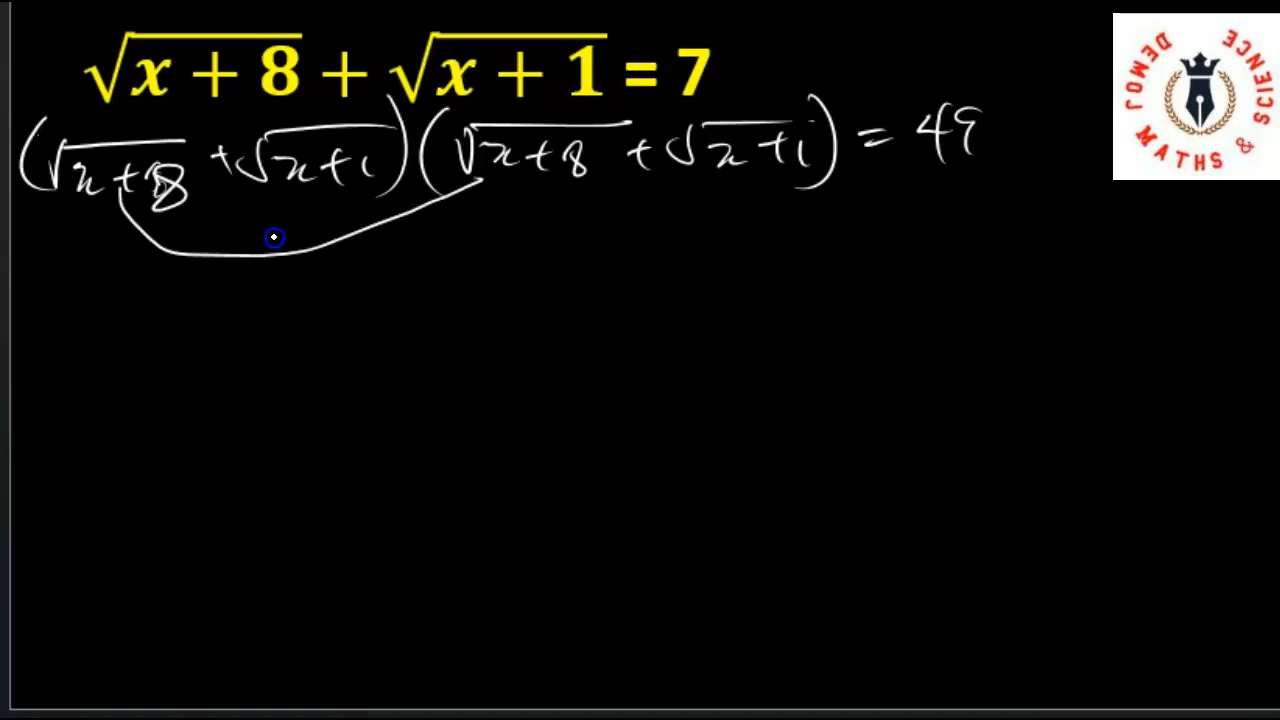 √x + 8 + √x + 1 = 7
(√x+8 + √x+1)(√x+8 + √x+1) = 49
DEMOJ MATHS & SCIENCE